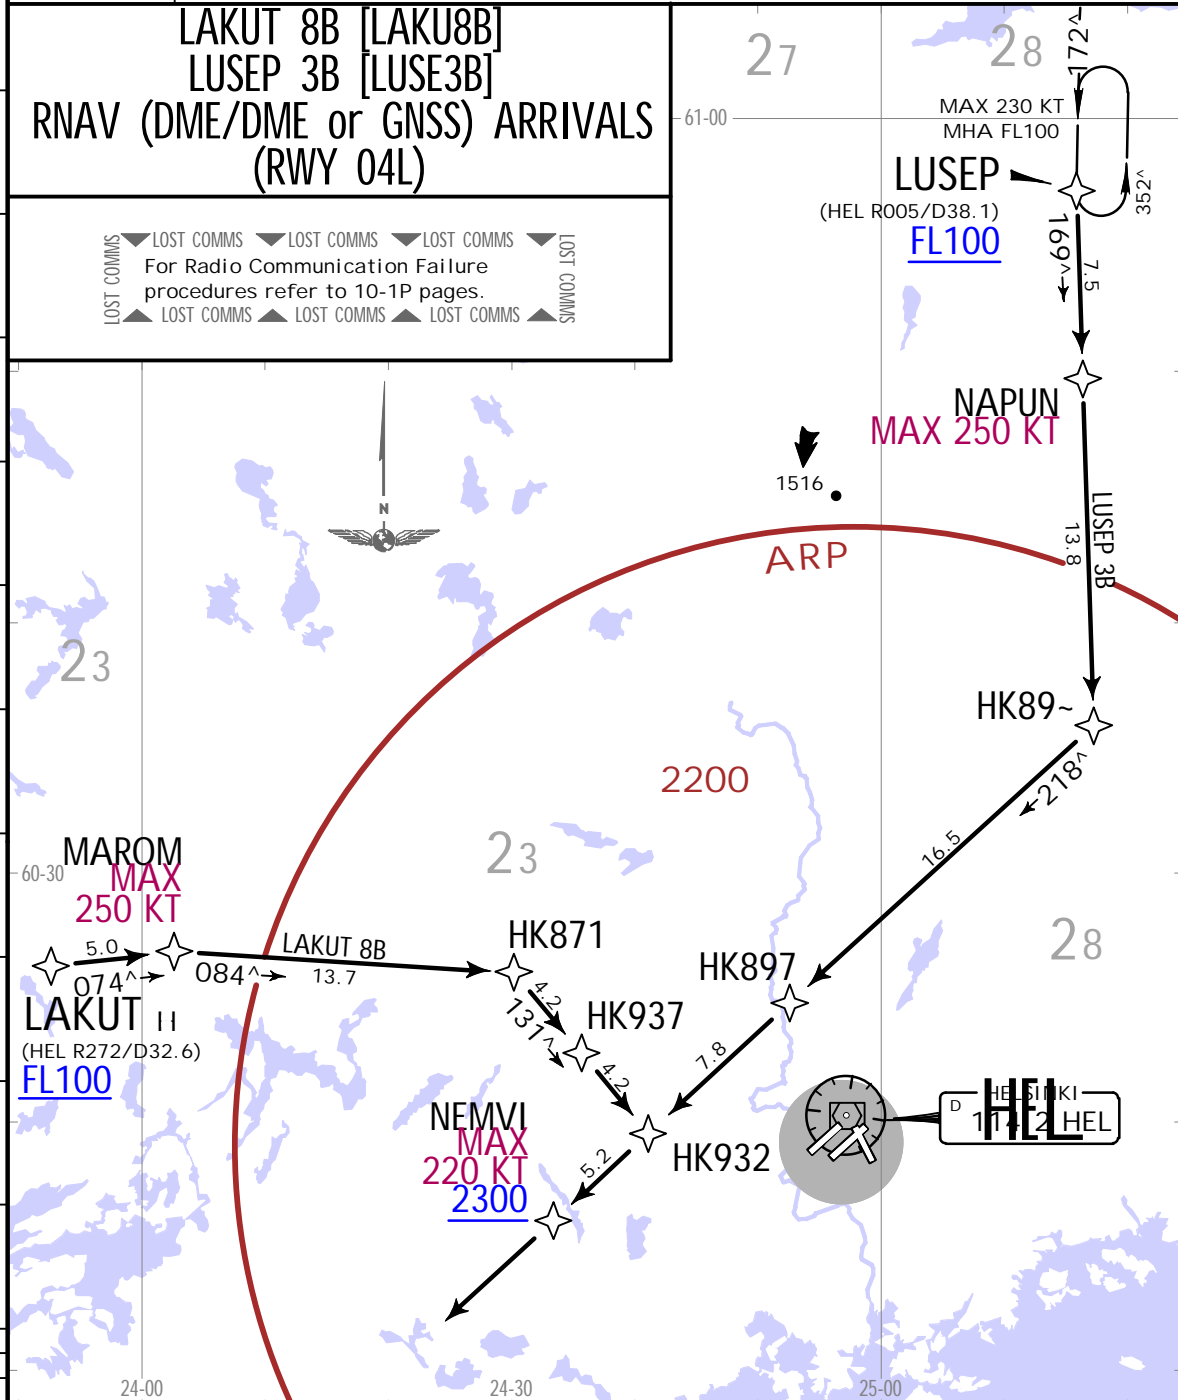 LAKUT 8B [LAKU8B]
LUSEP 3B [LUSE3B]
RNAV (DME/DME or GNSS) ARRIVALS
(RWY 04L)
LOST COMMS LOST COMMS LOST COMMS
LOST COMMS
LOST COMMS
For Radio Communication Failure
procedures refer to 10-1P pages.
LOST COMMS LOST COMMS LOST COMMS
27
28
172^
61-00
MAX 230 KT
MHA FL100
LUSEP
(HEL R005/D38.1)
FL100
352^
169^
7.5
NAPUN
MAX 250 KT
1516
N
ARP
LUSEP 3B
13.8
23
HK89~
218^
2200
16.5
23
60-30
MAROM
MAX
250 KT
5.0
074^
084^
LAKUT 8B
13.7
HK871
28
HK897
LAKUT
(HEL R272/D32.6)
FL100
4.2
131^
HK937
4.2
7.8
NEMVI
MAX
220 KT
2300
5.2
HK932
HELSINKI
D
HEL
114.2 HEL
24-00
24-30
25-00